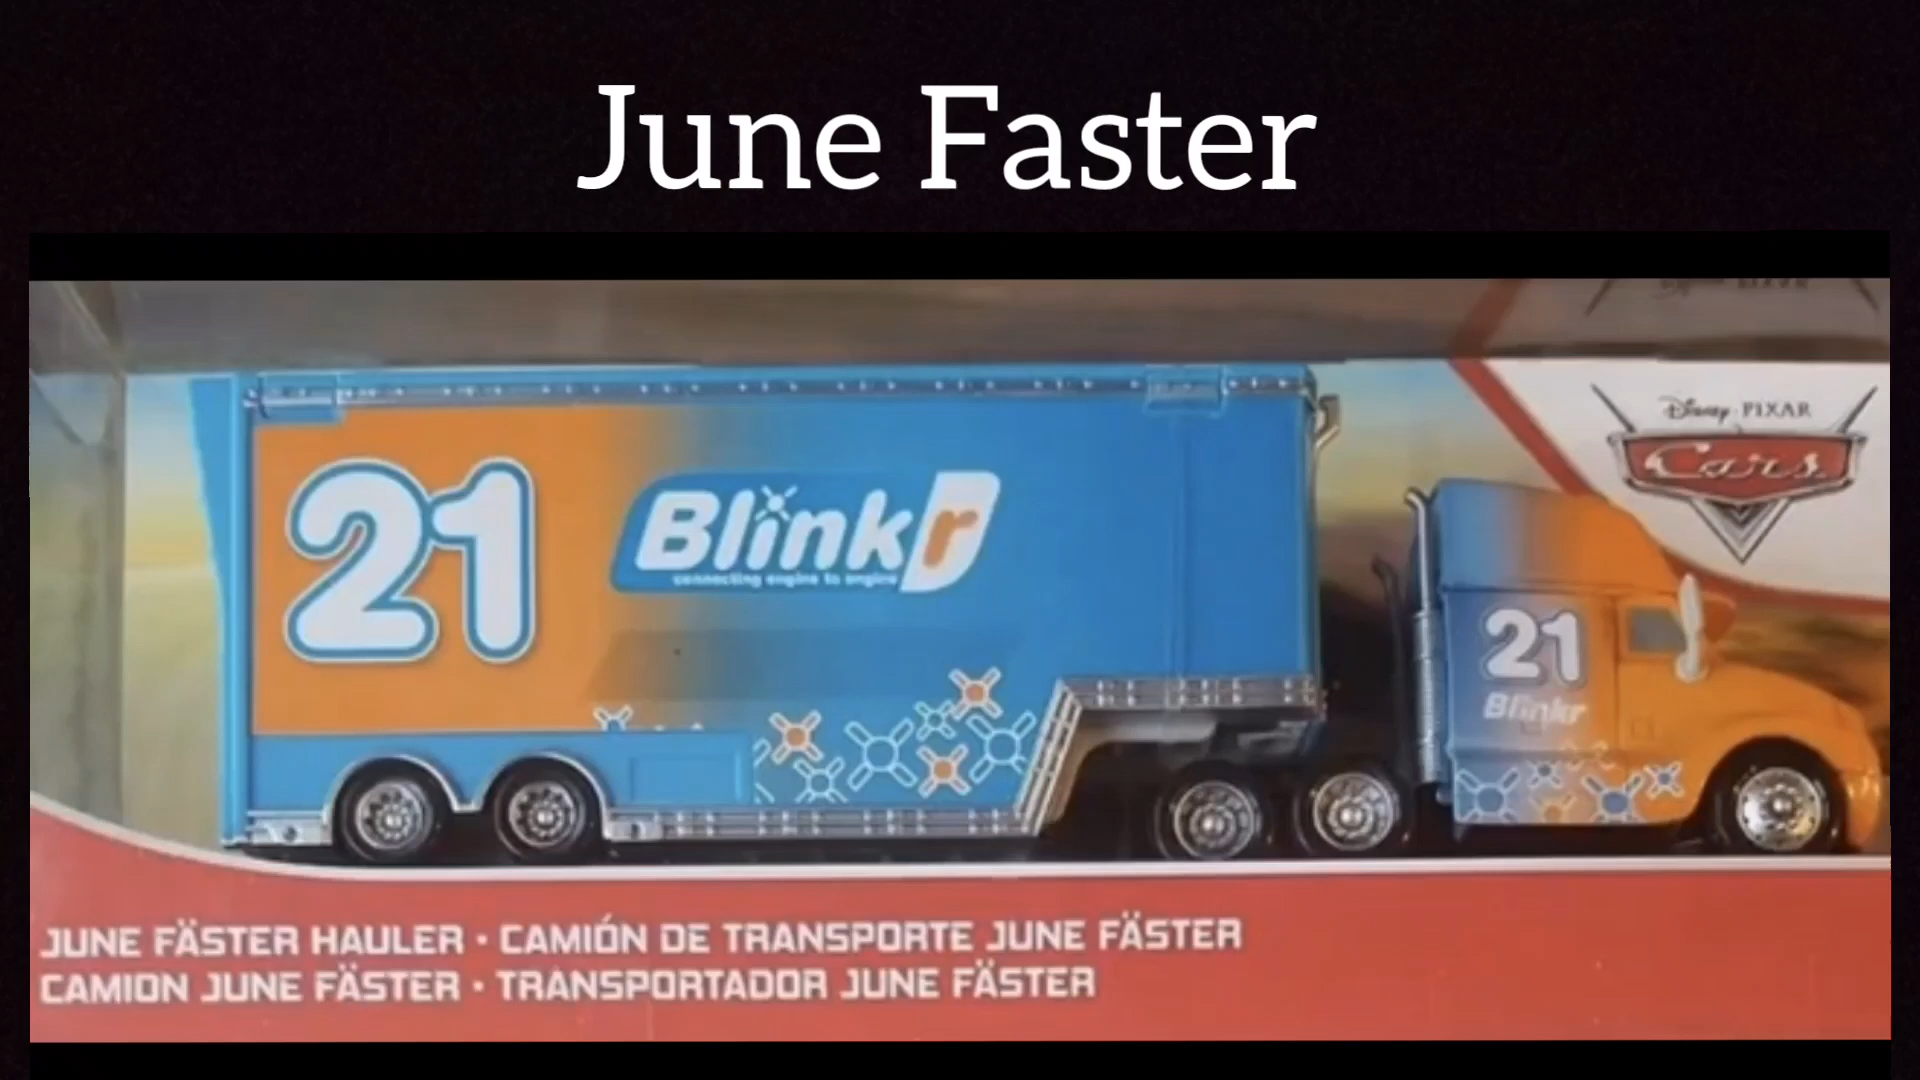 June Faster
Disney · PIXAR
Cars
21
Blinkr
connecting engine to engine
21
Blinkr
JUNE FÄSTER HAULER · CAMIÓN DE TRANSPORTE JUNE FÄSTER
CAMION JUNE FÄSTER · TRANSPORTADOR JUNE FÄSTER